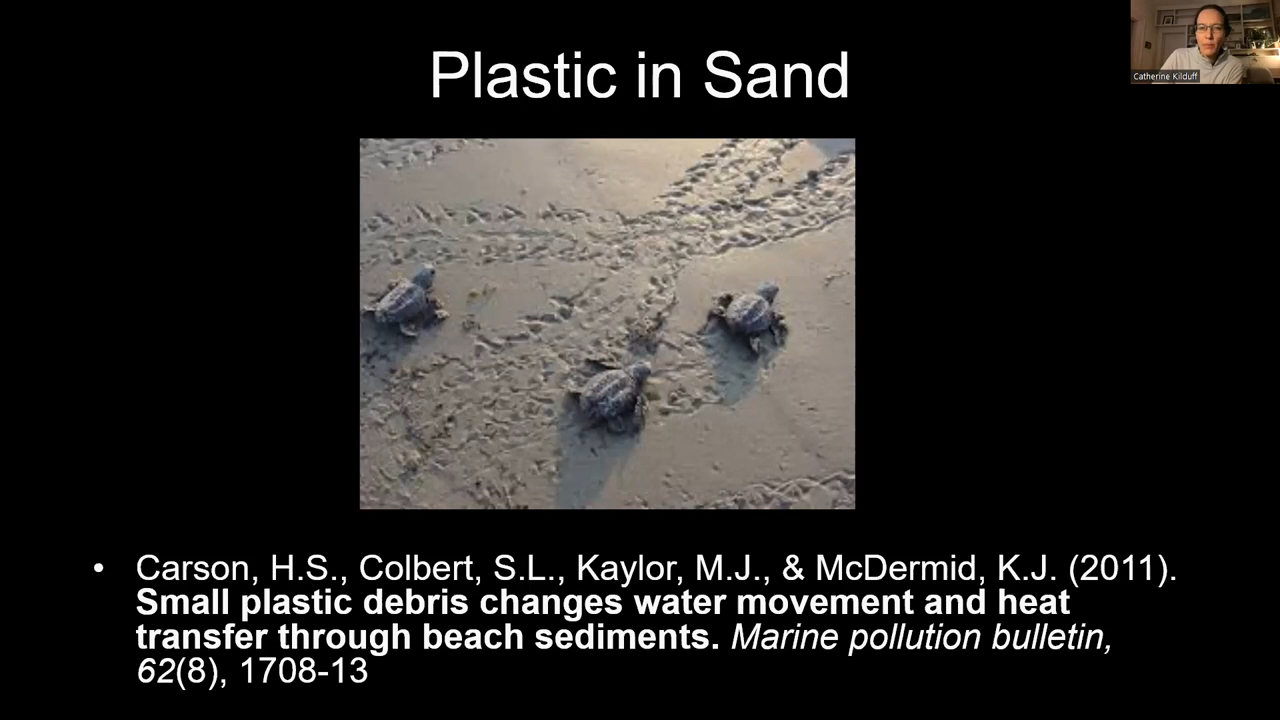 Plastic in Sand
Catherine Kilduff
• Carson, H.S., Colbert, S.L., Kaylor, M.J., & McDermid, K.J. (2011).
Small plastic debris changes water movement and heat
transfer through beach sediments. Marine pollution bulletin,
62(8), 1708-13